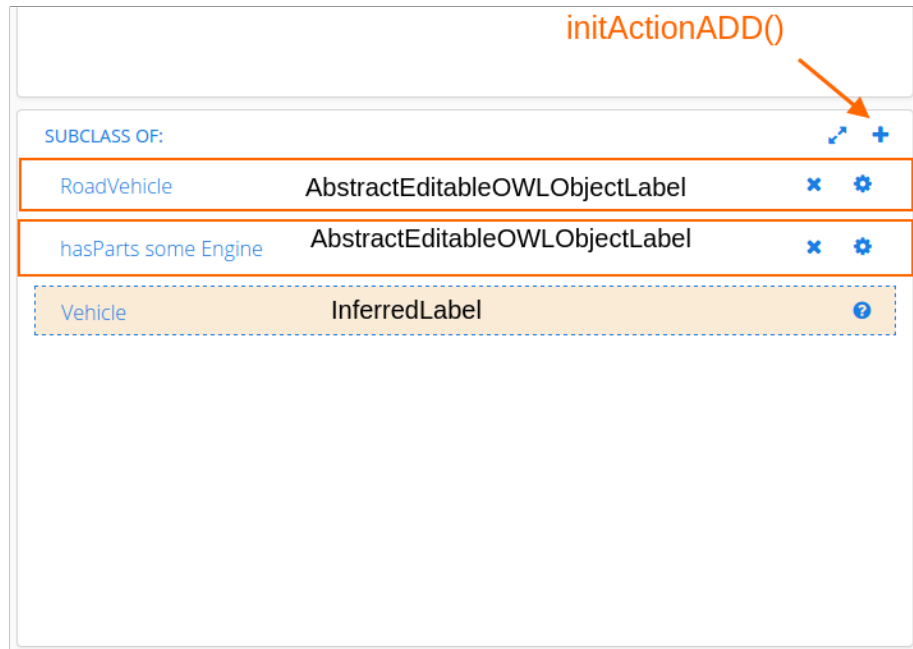 initActionADD()
SUBCLASS OF:
RoadVehicle AbstractEditableOWLObjectLabel
hasParts some Engine AbstractEditableOWLObjectLabel
Vehicle InferredLabel